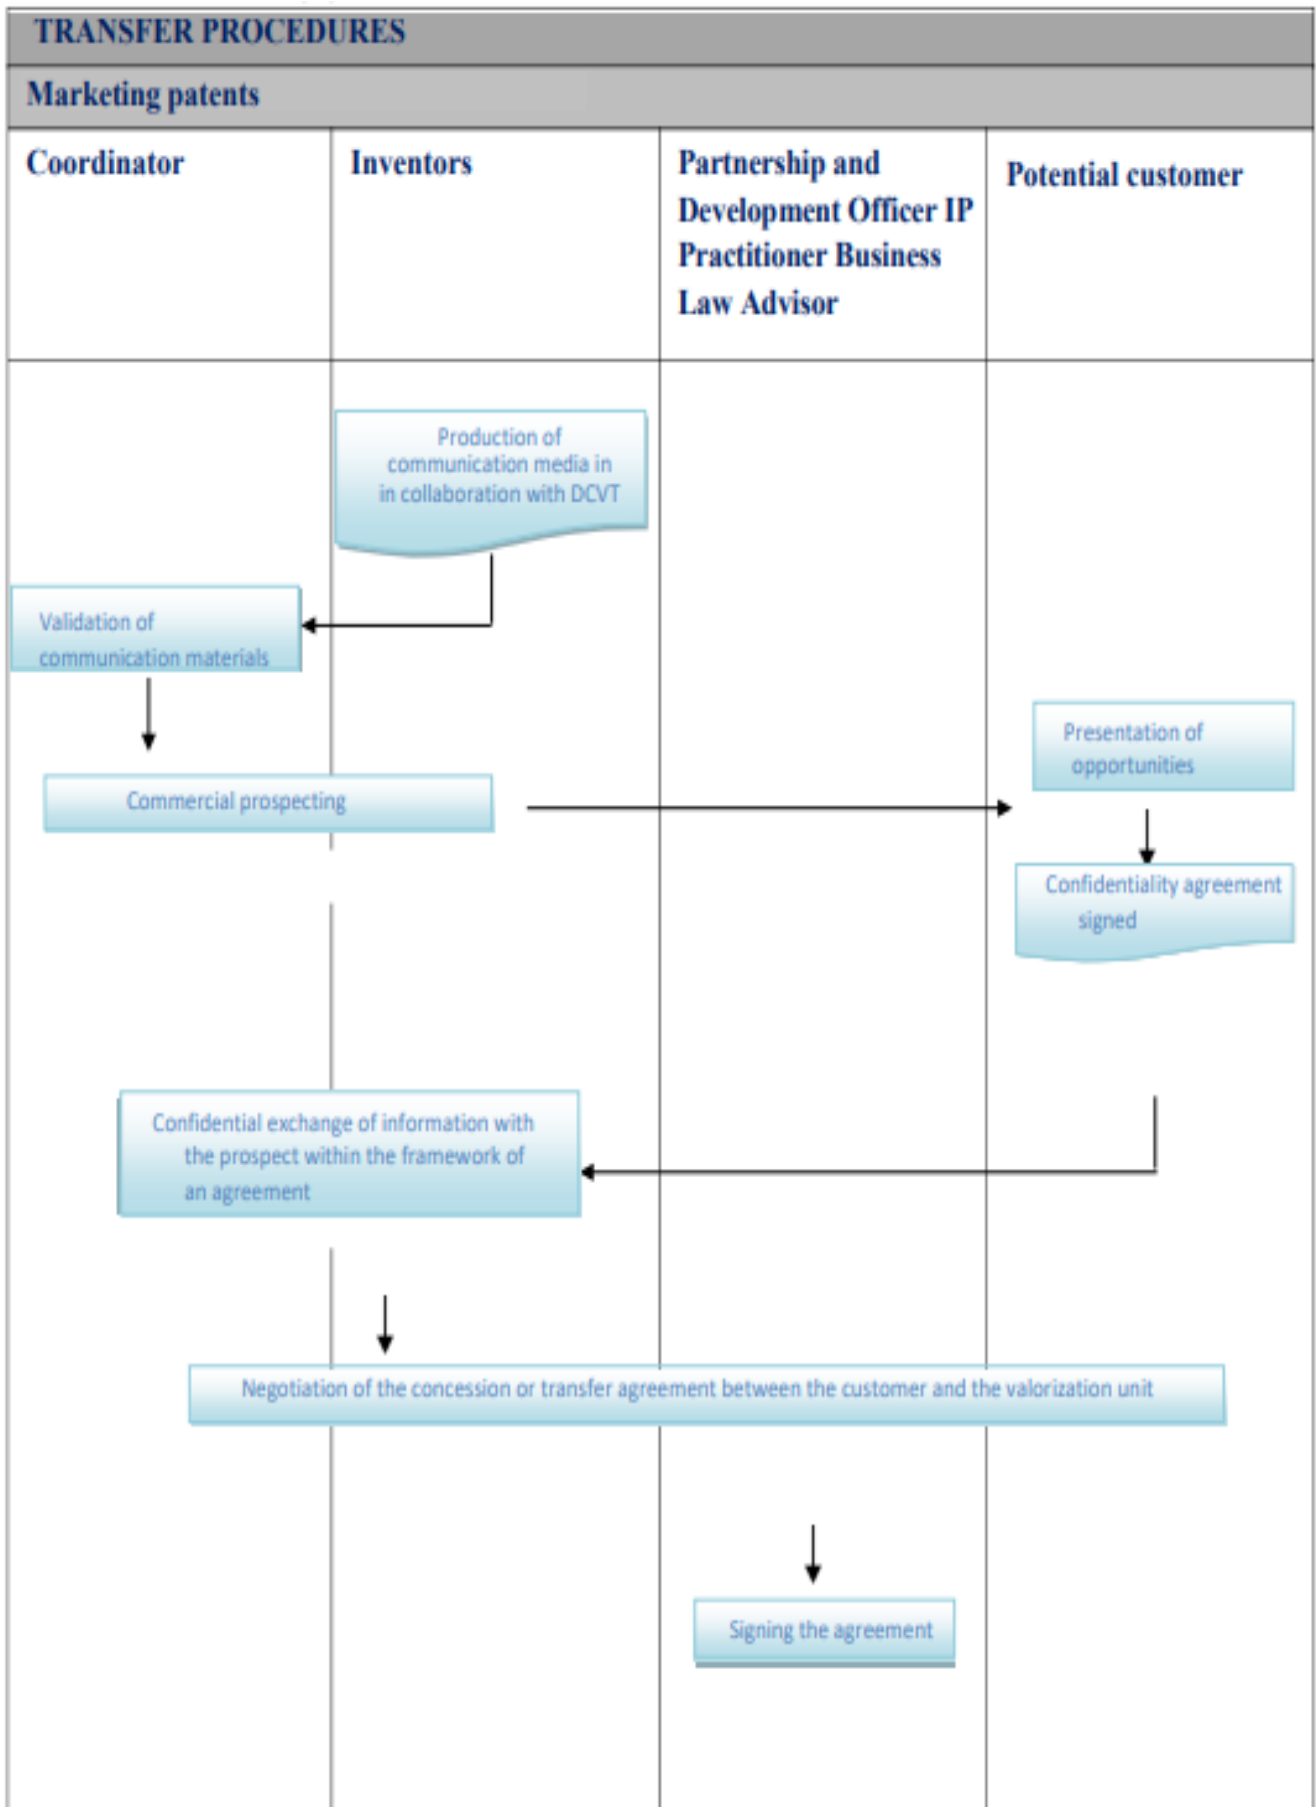 TRANSFER PROCEDURES
Marketing patents
Coordinator
Inventors
Partnership and
Development Officer IP
Practitioner Business
Law Advisor
Potential customer
Production of
communication media in
in collaboration with DCVT
Validation of
communication materials
Presentation of
opportunities
Commercial prospecting
Confidentiality agreement
signed
Confidential exchange of information with
the prospect within the framework of
an agreement
Negotiation of the concession or transfer agreement between the customer and the valorization unit
Signing the agreement